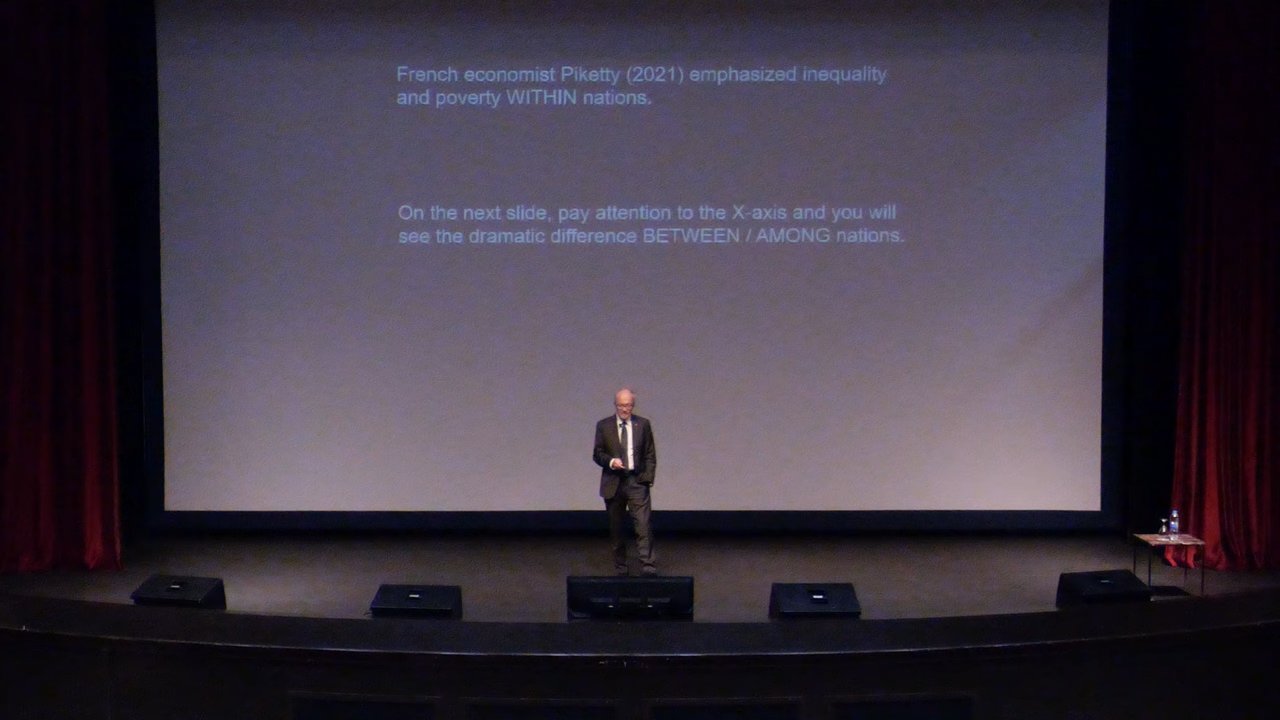 French economist Piketty (2021) emphasized inequality
and poverty WITHIN nations.
On the next slide, pay attention to the X-axis and you will
see the dramatic difference BETWEEN / AMONG nations.